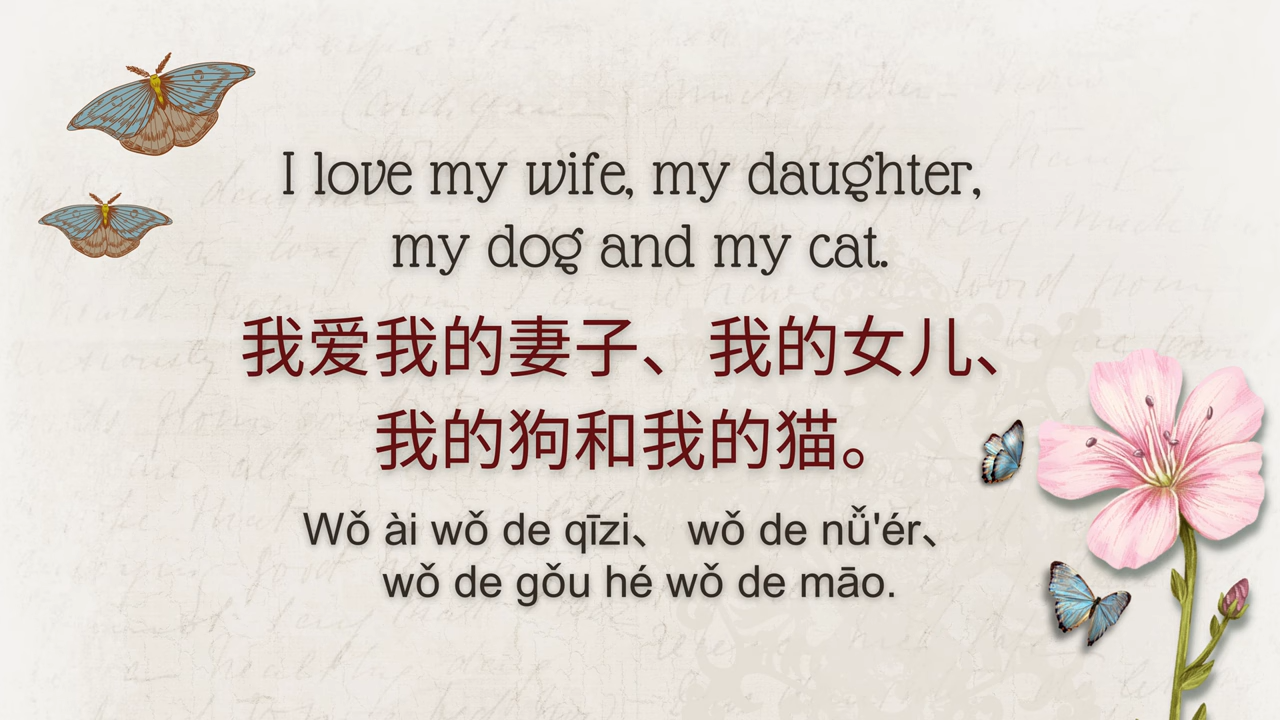 I love my wife, my daughter,
my dog and my cat.
我爱我的妻子、我的女儿、
我的狗和我的猫。
Wǒ ài wǒ de qīzi、 wǒ de nǚ'ér、
wǒ de gǒu hé wǒ de māo.